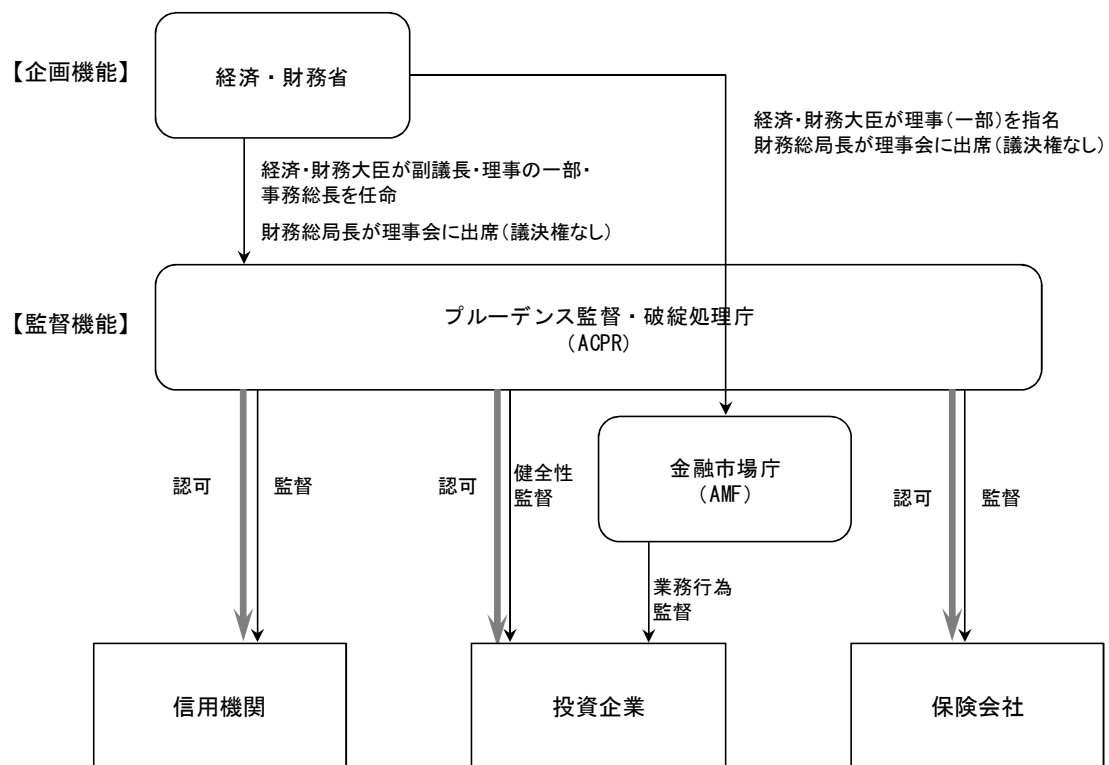 【企画機能】
経済・財務省
経済・財務大臣が理事(一部)を指名
財務総局長が理事会に出席(議決権なし)
経済・財務大臣が副議長・理事の一部・
事務総長を任命
財務総局長が理事会に出席(議決権なし)
【監督機能】
プルーデンス監督・破綻処理庁
(ACPR)
認可
監督
認可
健全性
監督
金融市場庁
(AMF)
認可
監督
業務行為
監督
信用機関
投資企業
保険会社